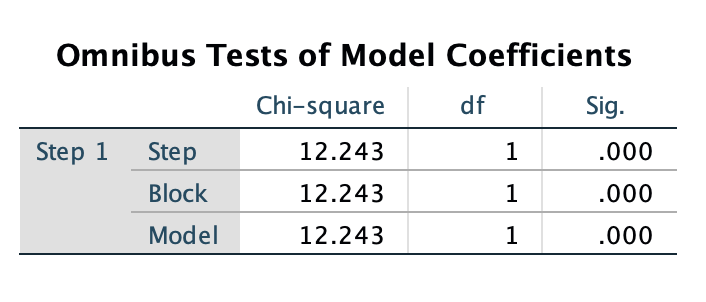 Omnibus Tests of Model Coefficients
Chi-square df Sig.
Step 1 Step 12.243 1 .000
Block 12.243 1 .000
Model 12.243 1 .000